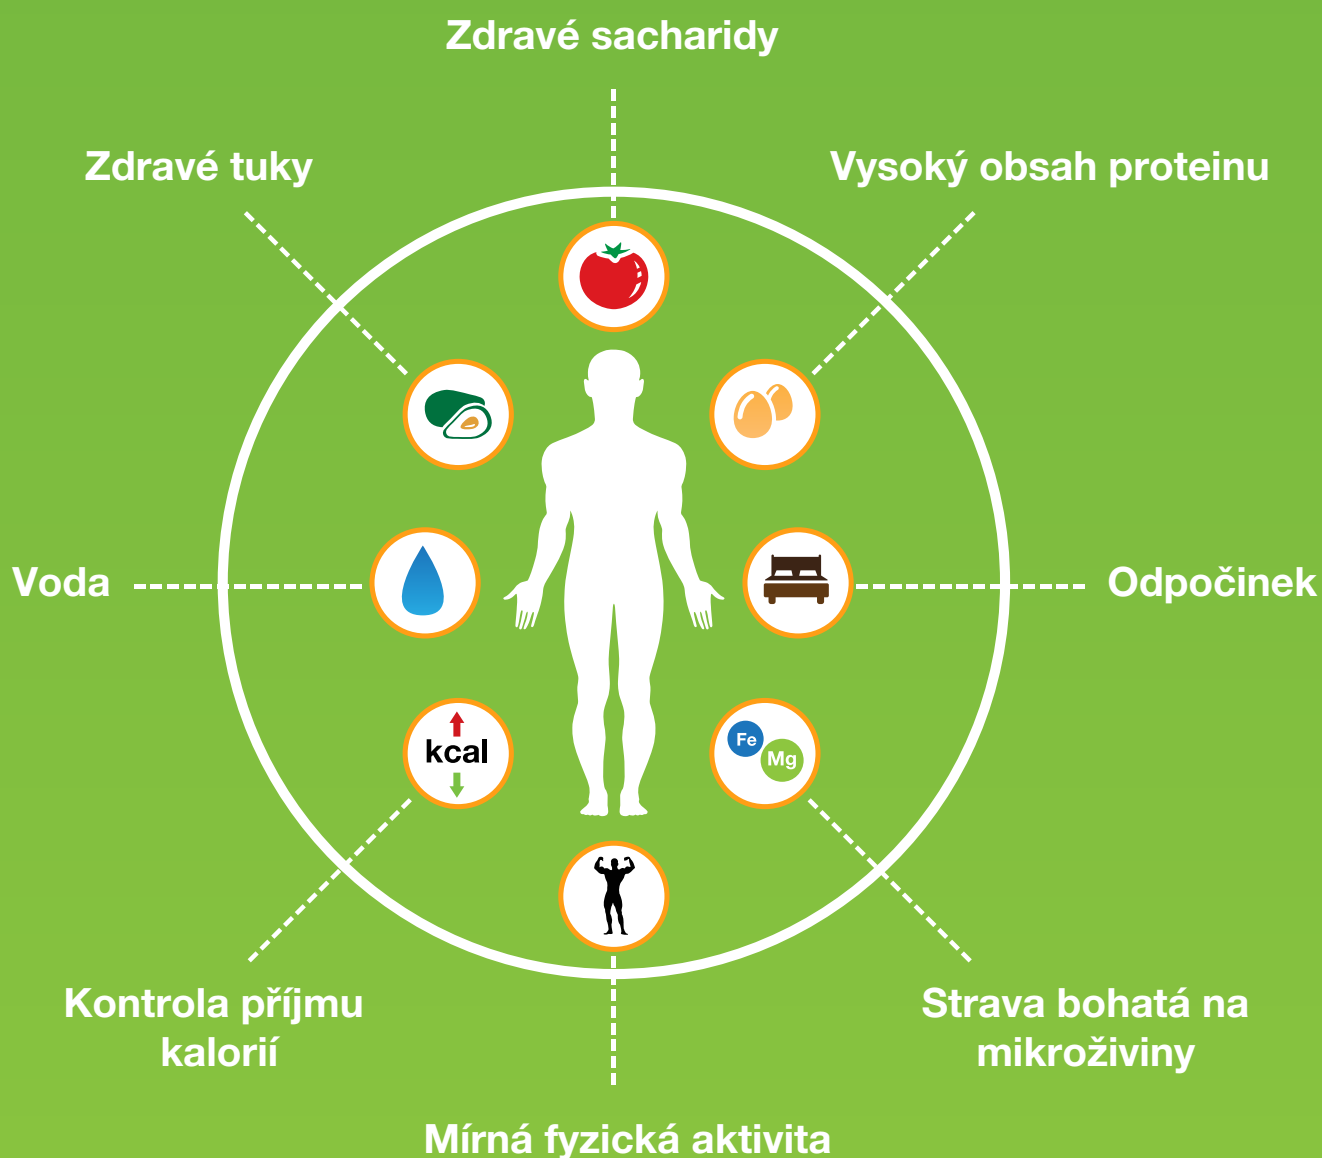 Zdravé sacharidy
Zdravé tuky
Vysoký obsah proteinu
Voda
Odpočinek
kcal
Fe
Mg
Kontrola příjmu
kalorií
Strava bohatá na
mikroživiny
Mírná fyzická aktivita